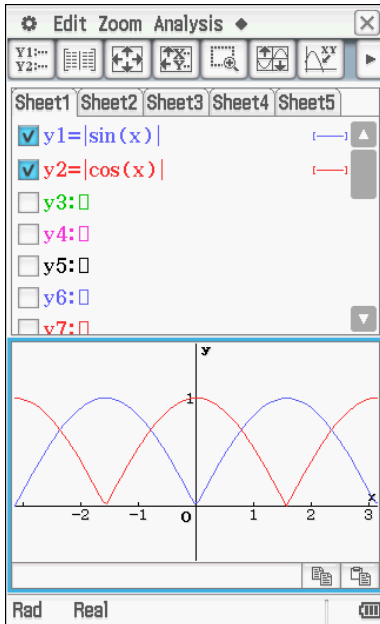 Edit Zoom Analysis ◆
Y1:··· Y2:··· XY
Sheet1 Sheet2 Sheet3 Sheet4 Sheet5
y1=|sin(x)|
y2=|cos(x)|
y3:▯
y4:▯
y5:▯
y6:▯
y7:▯
y
1
x
-2 -1 O 1 2 3
Rad Real